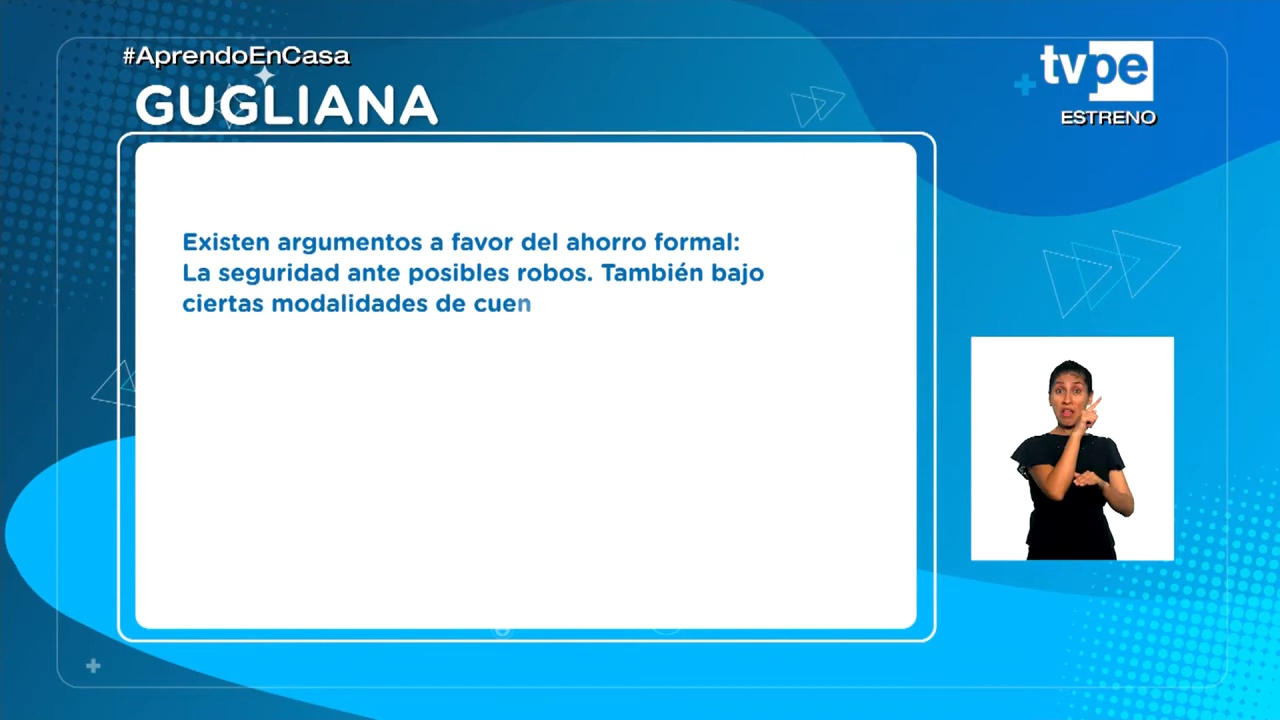 #AprendoEnCasa
GUGLIANA
tvpe
ESTRENO
Existen argumentos a favor del ahorro formal:
La seguridad ante posibles robos. También bajo
ciertas modalidades de cuen